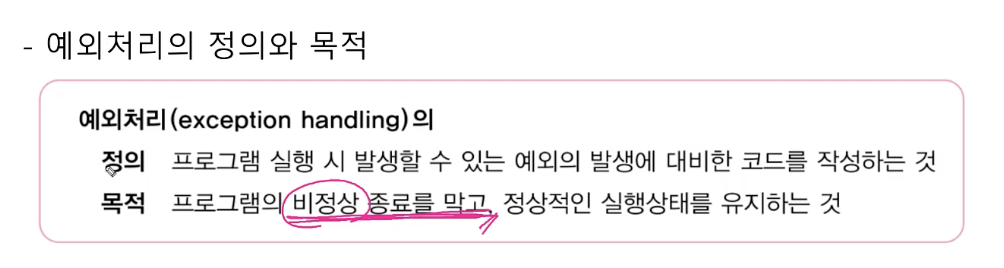 - 예외처리의 정의와 목적
예외처리(exception handling)의
정의 프로그램 실행 시 발생할 수 있는 예외의 발생에 대비한 코드를 작성하는 것
목적 프로그램의 비정상 종료를 막고, 정상적인 실행상태를 유지하는 것